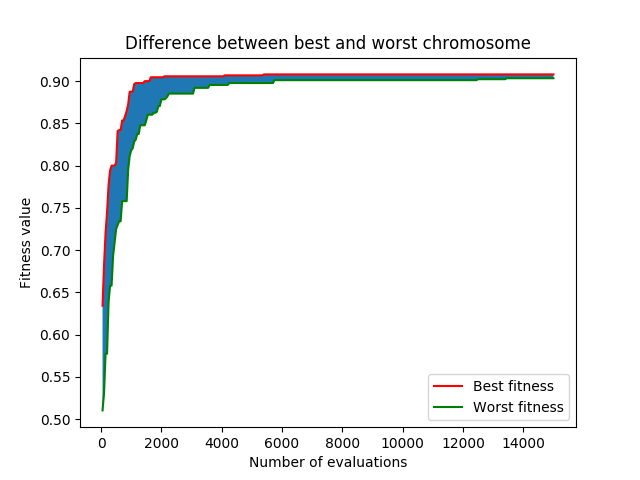 Difference between best and worst chromosome
Fitness value
0.90
0.85
0.80
0.75
0.70
0.65
0.60
0.55
0.50
0 2000 4000 6000 8000 10000 12000 14000
Number of evaluations
Best fitness
Worst fitness